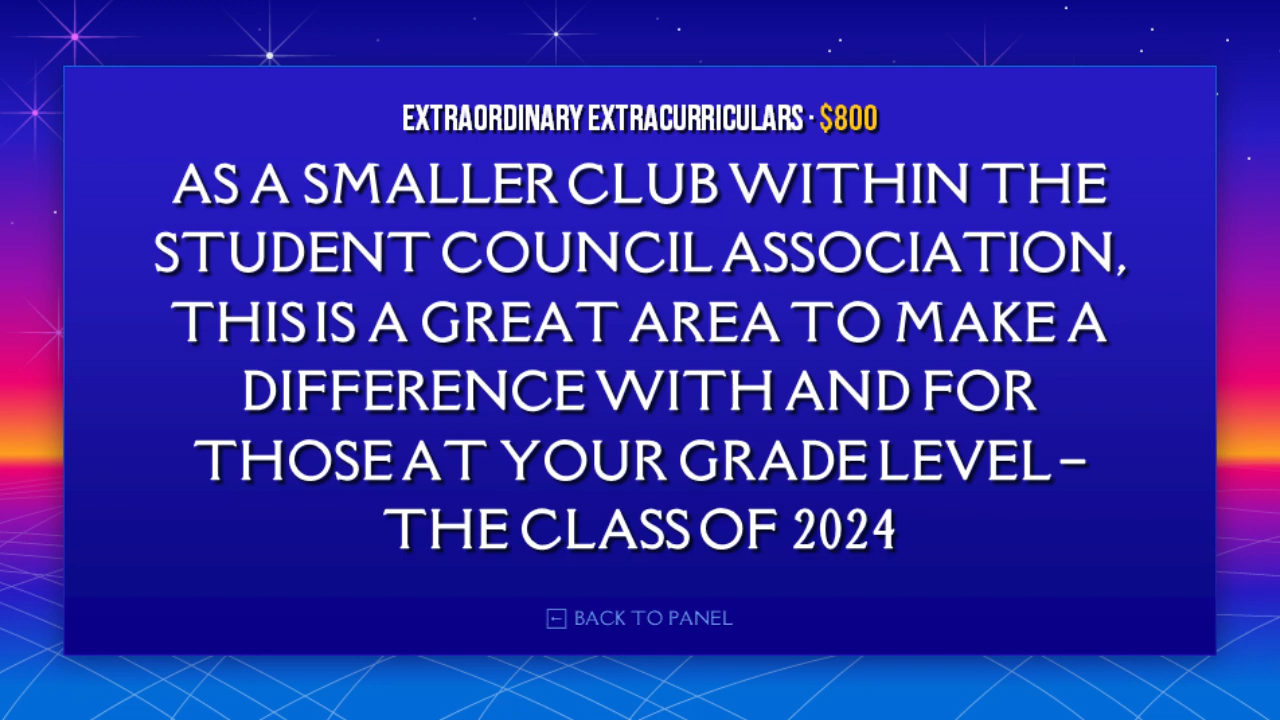 EXTRAORDINARY EXTRACURRICULARS · $800
AS A SMALLER CLUB WITHIN THE
STUDENT COUNCIL ASSOCIATION,
THIS IS A GREAT AREA TO MAKE A
DIFFERENCE WITH AND FOR
THOSE AT YOUR GRADE LEVEL –
THE CLASS OF 2024
← BACK TO PANEL